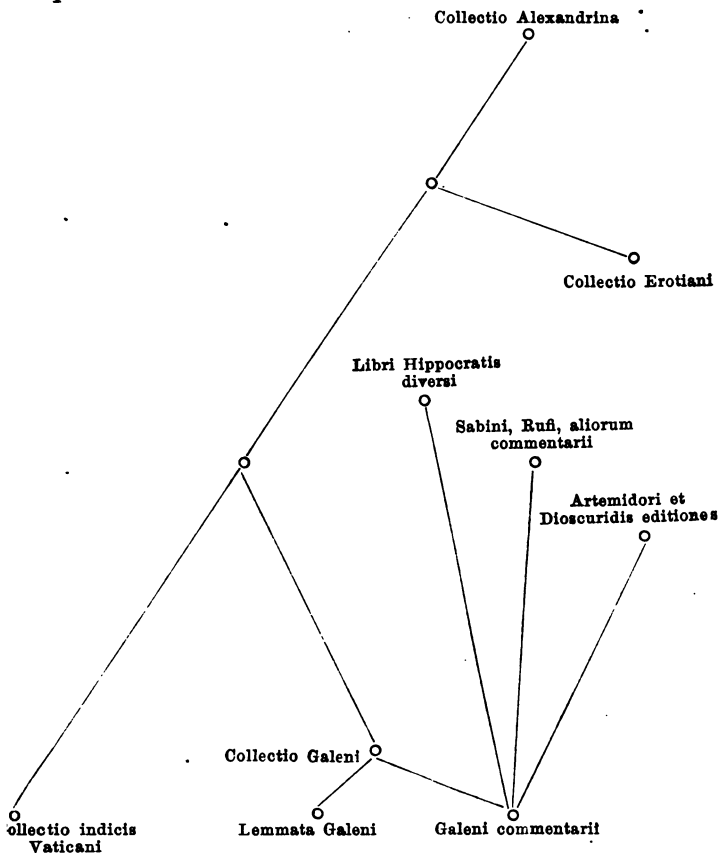 Collectio Alexandrina
Collectio Erotiani
Libri Hippocratis
diversi
Sabini, Rufi, aliorum
commentarii
Artemidori et
Dioscuridis editiones
Collectio Galeni
ollectio indicis
Vaticani
Lemmata Galeni
Galeni commentarii